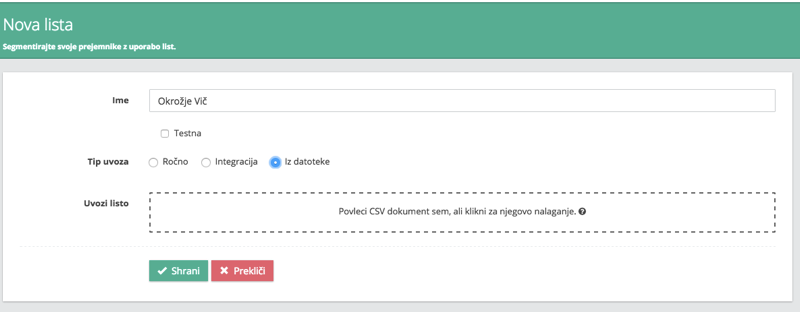 Nova lista
Segmentirajte svoje prejemnike z uporabo list.
Ime
Okrožje Vič
Testna
Tip uvoza
Ročno
Integracija
Iz datoteke
Uvozi listo
Povleci CSV dokument sem, ali klikni za njegovo nalaganje.
Shrani
Prekliči